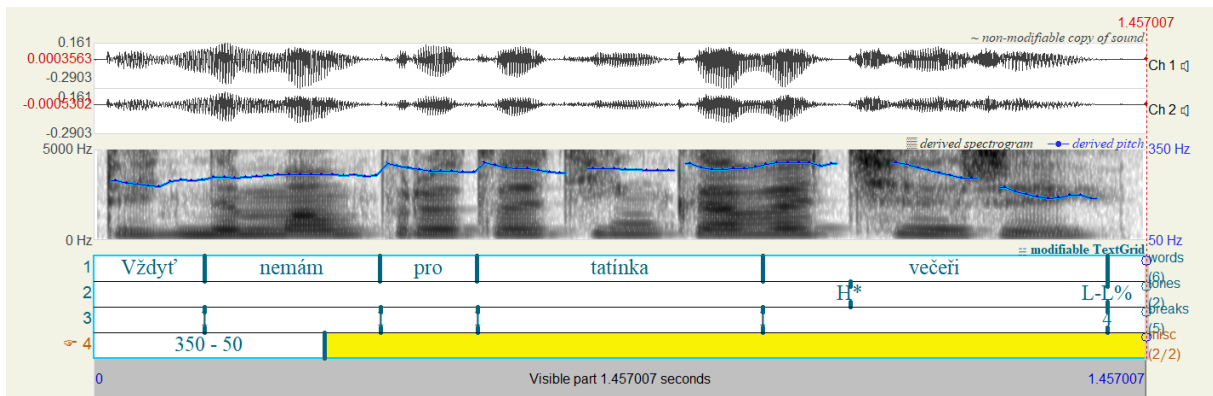 1.457007
0.161
~ non-modifiable copy of sound
0.0003563
Ch 1
-0.2903
0.161
-0.0005302
Ch 2
-0.2903
5000 Hz
derived spectrogram
derived pitch
350 Hz
0 Hz
modifiable TextGrid
50 Hz
1 Vždyť nemám pro tatínka večeři words (6)
2 H* L-L% tones (2)
3 4 breaks (5)
4 350 - 50 misc (2/2)
0 Visible part 1.457007 seconds 1.457007